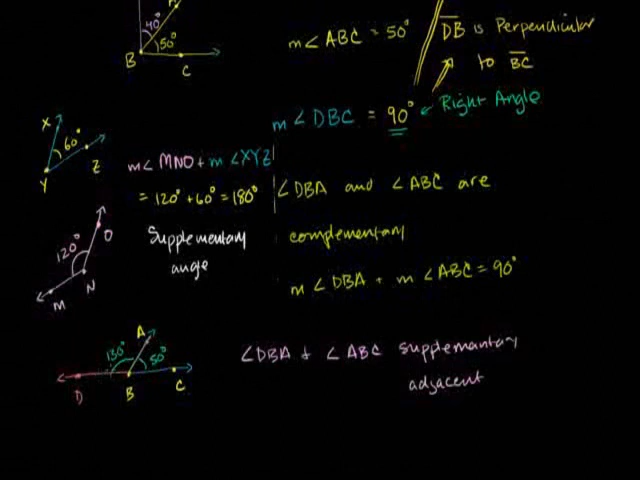 A
40°
50°
B
C
m∠ABC = 50°
DB is Perpendicular
to BC
m∠DBC = 90° ← Right Angle
X
60°
Y
Z
m∠MNO + m∠XYZ
= 120° + 60° = 180°
Supplementary
angle
∠DBA and ∠ABC are
complementary
m∠DBA + m∠ABC = 90°
120°
O
M
N
A
130°
50°
D
B
C
∠DBA + ∠ABC supplemantary
adjacent